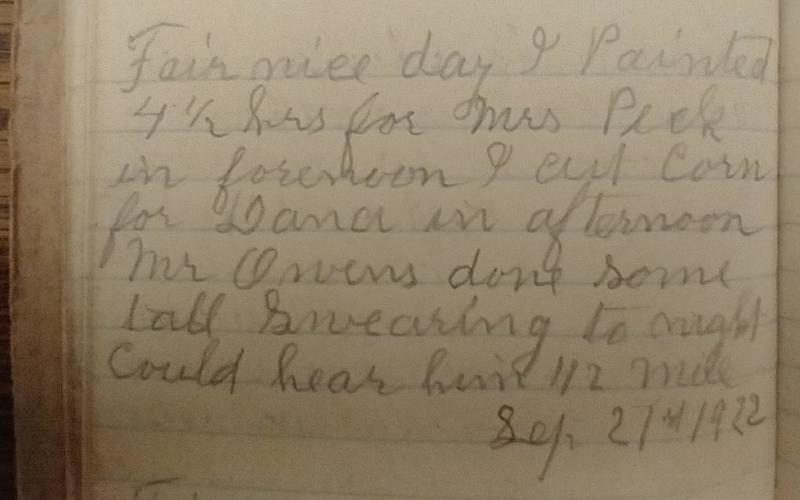 Fair nice day I Painted
4 1/2 hrs for Mrs Peck
in forenoon I cut Corn
for Dana in afternoon
Mr Owens done some
tall Swearing to night
Could hear him 1/2 mile
Sep. 27th/1922